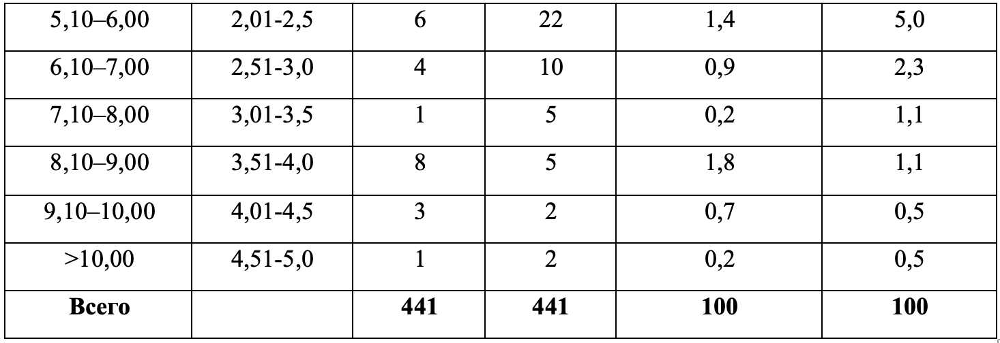 5,10–6,00 2,01-2,5 6 22 1,4 5,0
6,10–7,00 2,51-3,0 4 10 0,9 2,3
7,10–8,00 3,01-3,5 1 5 0,2 1,1
8,10–9,00 3,51-4,0 8 5 1,8 1,1
9,10–10,00 4,01-4,5 3 2 0,7 0,5
>10,00 4,51-5,0 1 2 0,2 0,5
Всего 441 441 100 100